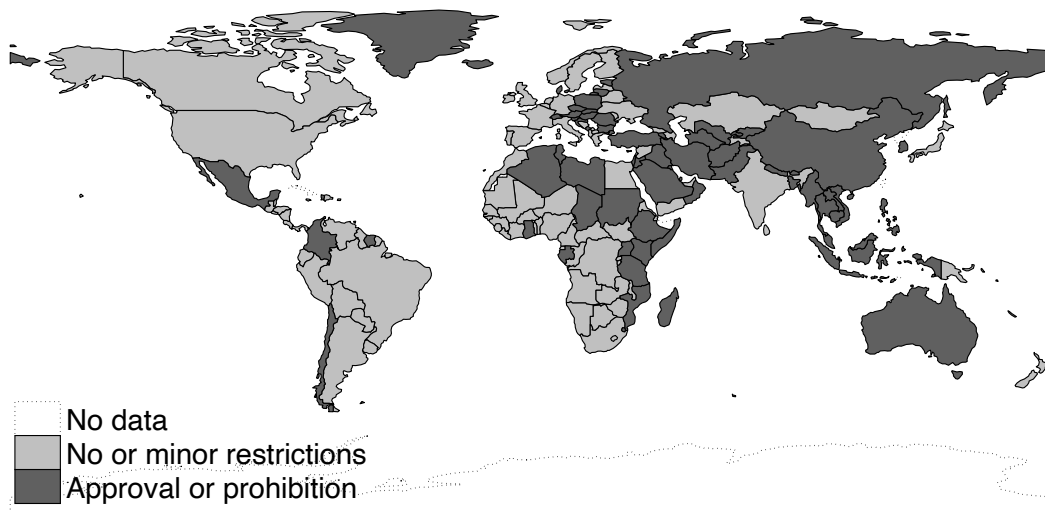 No data
No or minor restrictions
Approval or prohibition